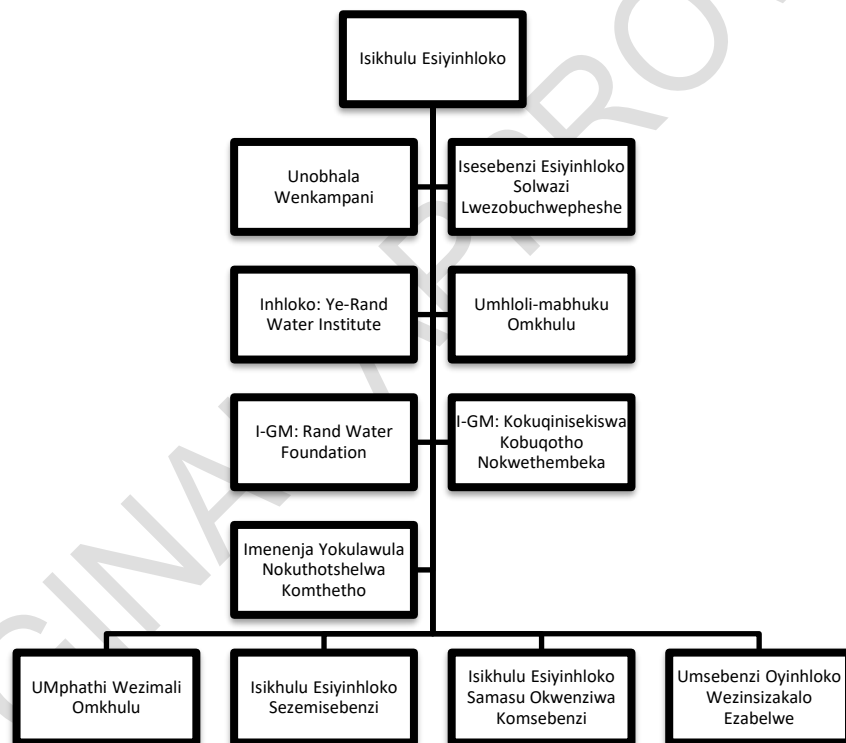 Isikhulu Esiyinhloko
Unobhala
Wenkampani
Isesebenzi Esiyinhloko
Solwazi
Lwezobuchwepheshe
Inhloko: Ye-Rand
Water Institute
Umhloli-mabhuku
Omkhulu
I-GM: Rand Water
Foundation
I-GM: Kokuqinisekiswa
Kobuqotho
Nokwethembeka
Imenenja Yokulawula
Nokuthotshelwa
Komthetho
UMphathi Wezimali
Omkhulu
Isikhulu Esiyinhloko
Sezemisebenzi
Isikhulu Esiyinhloko
Samasu Okwenziwa
Komsebenzi
Umsebenzi Oyinhloko
Wezinsizakalo
Ezabelwe